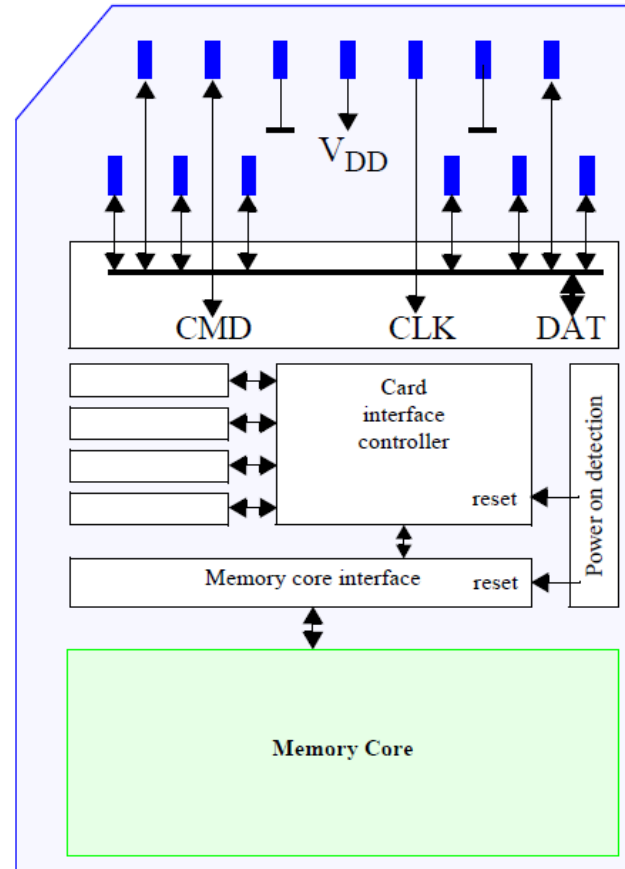 VDD
CMD
CLK
DAT
Card
interface
controller
reset
Power on detection
Memory core interface
reset
Memory Core